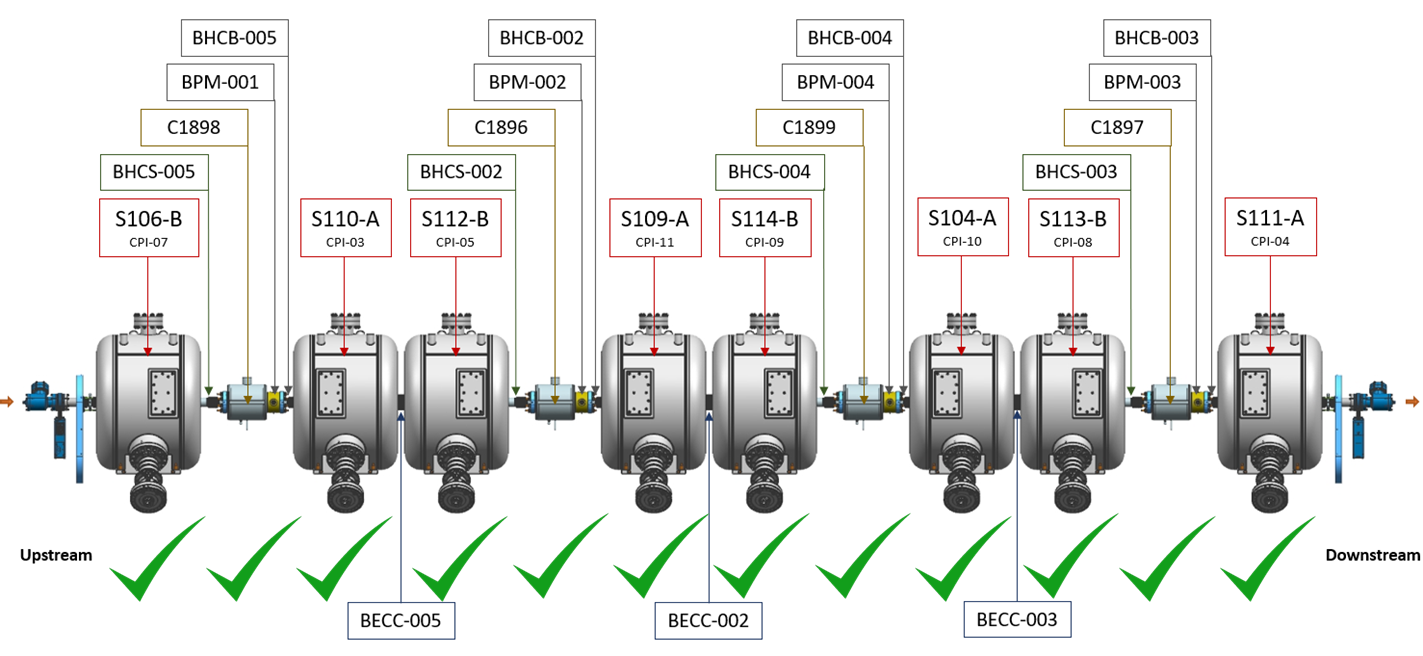 BHCB-005
BHCB-002
BHCB-004
BHCB-003
BPM-001
BPM-002
BPM-004
BPM-003
C1898
C1896
C1899
C1897
BHCS-005
BHCS-002
BHCS-004
BHCS-003
S106-B
CPI-07
S110-A
CPI-03
S112-B
CPI-05
S109-A
CPI-11
S114-B
CPI-09
S104-A
CPI-10
S113-B
CPI-08
S111-A
CPI-04
Upstream
Downstream
BECC-005
BECC-002
BECC-003